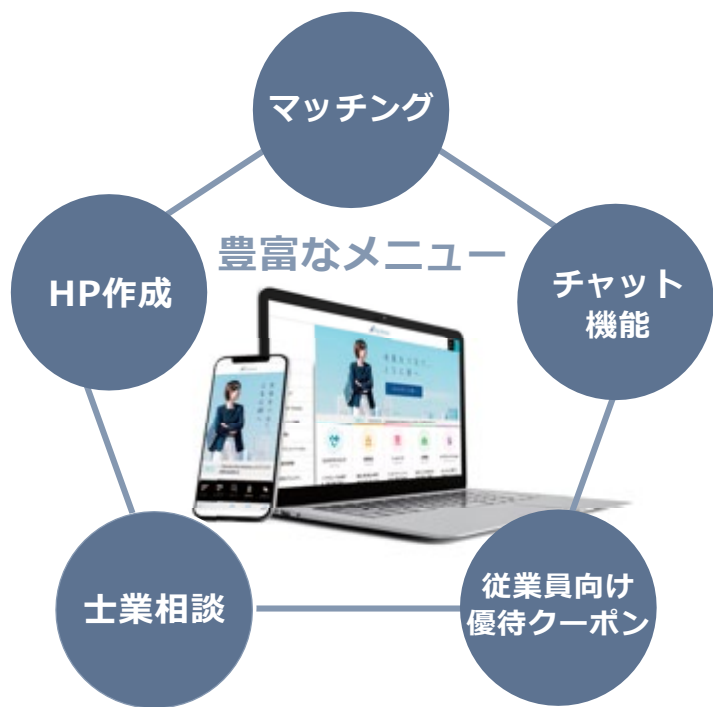 マッチング
豊富なメニュー
HP作成
チャット
機能
士業相談
従業員向け
優待クーポン